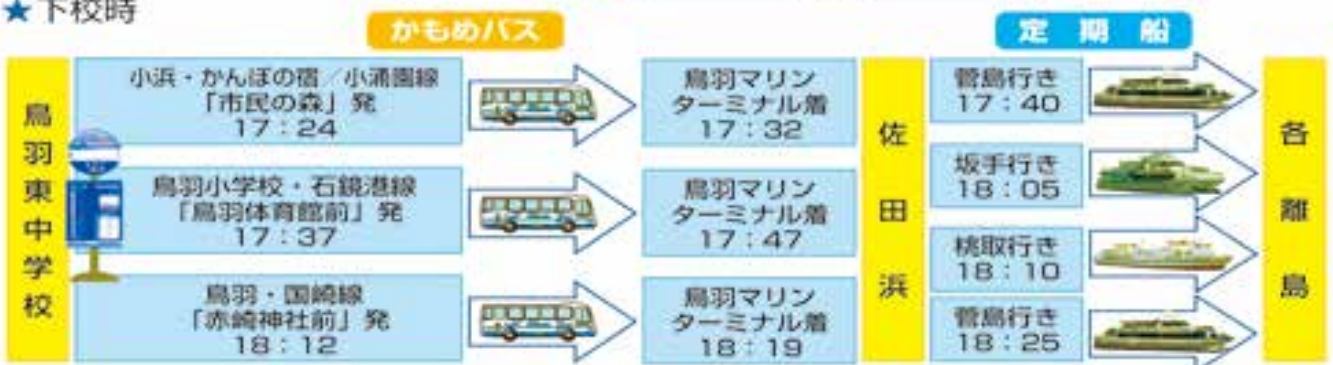 ★下校時
かもめバス
定期船
鳥羽東中学校
小浜・かんぽの宿／小涌園線
「市民の森」発
17：24
鳥羽マリン
ターミナル着
17：32
鳥羽小学校・石鏡港線
「鳥羽体育館前」発
17：37
鳥羽マリン
ターミナル着
17：47
鳥羽・国崎線
「赤崎神社前」発
18：12
鳥羽マリン
ターミナル着
18：19
佐田浜
菅島行き
17：40
坂手行き
18：05
桃取行き
18：10
菅島行き
18：25
各離島